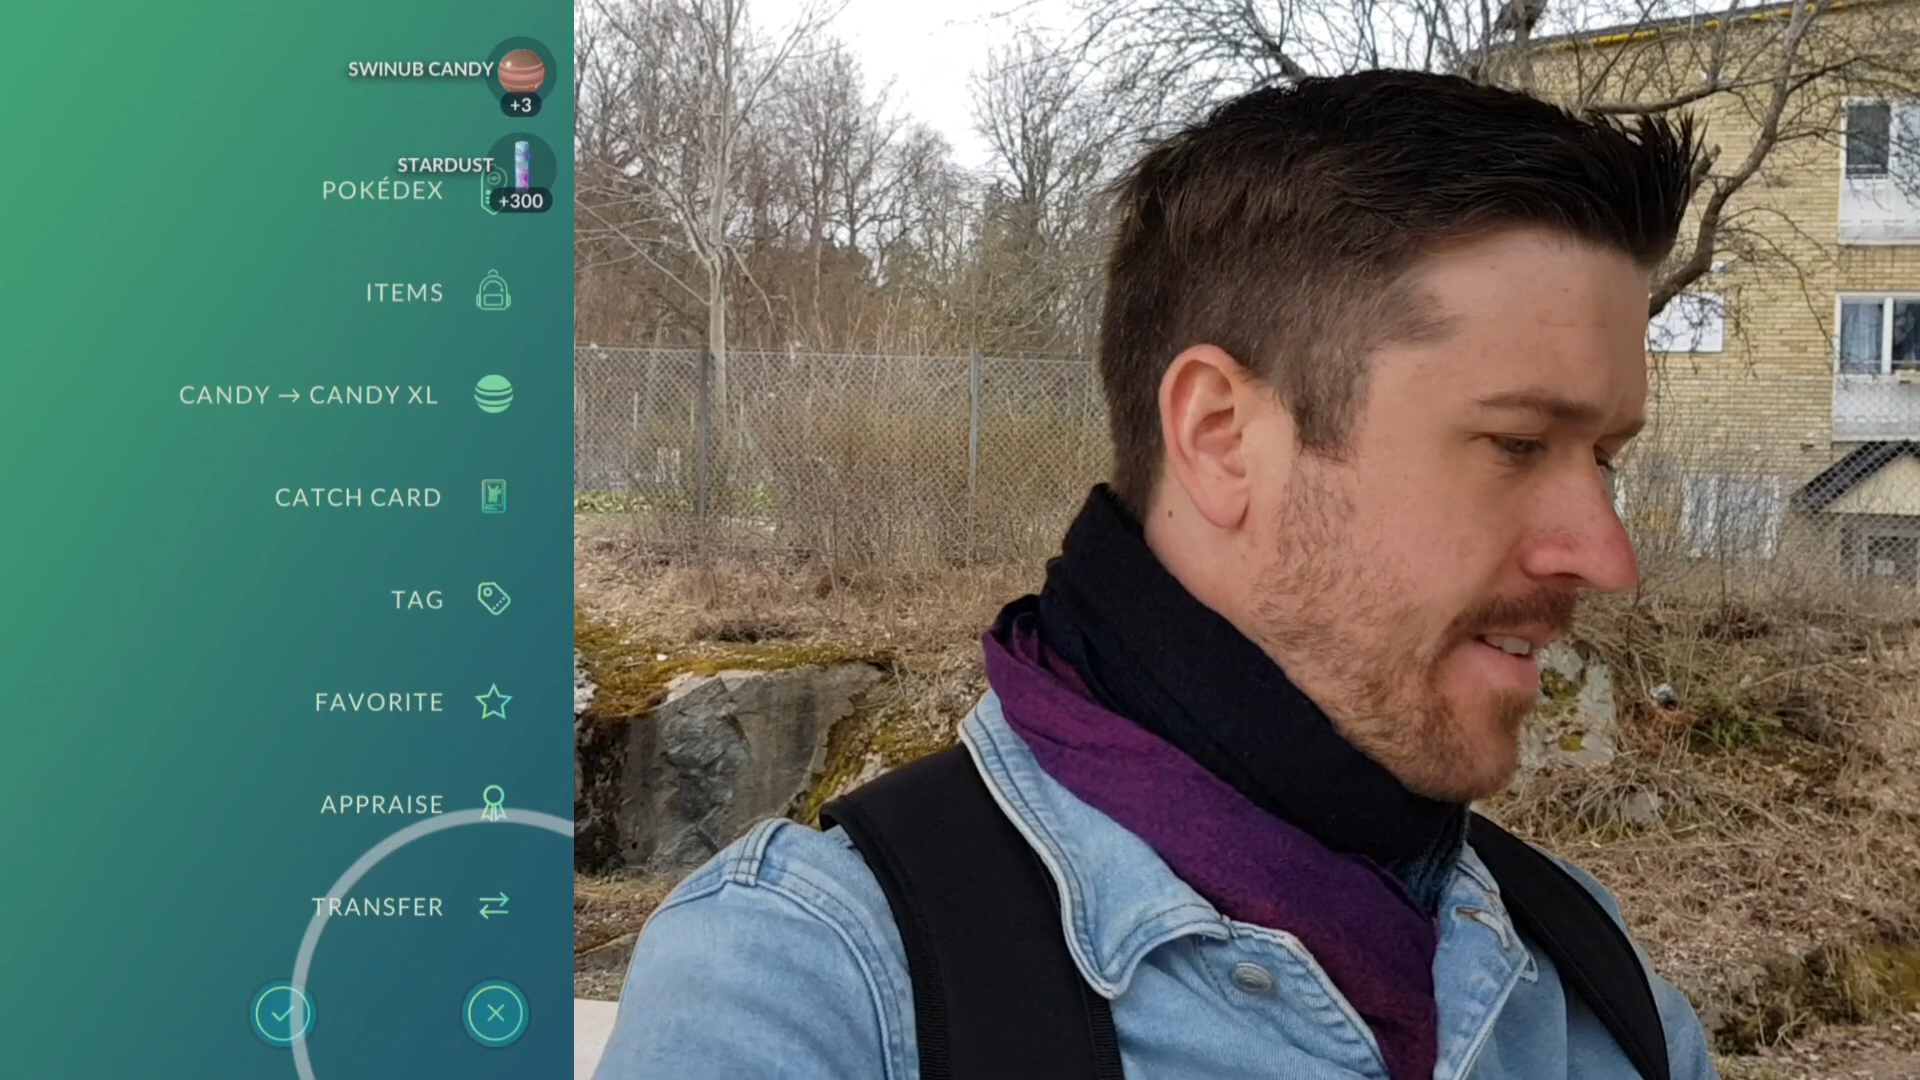 SWINUB CANDY
+3
STARDUST
+300
POKÉDEX
ITEMS
CANDY → CANDY XL
CATCH CARD
TAG
FAVORITE
APPRAISE
TRANSFER